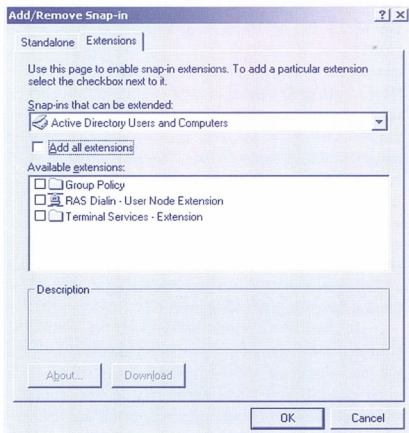 Add/Remove Snap-in
Standalone Extensions
Use this page to enable snap-in extensions. To add a particular extension
select the checkbox next to it.
Snap-ins that can be extended:
Active Directory Users and Computers
Add all extensions
Available extensions:
Group Policy
RAS Dialin - User Node Extension
Terminal Services - Extension
Description
About... Download
OK Cancel